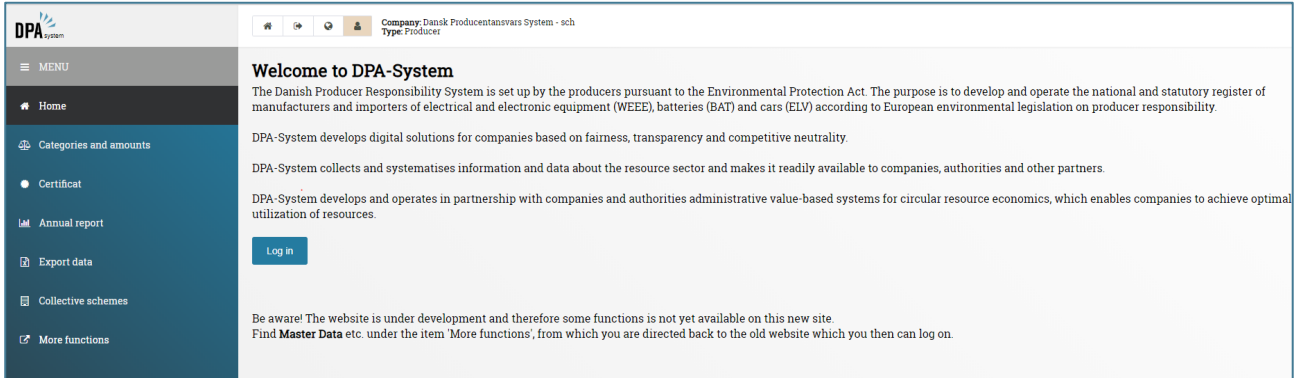 DPA system
Company: Dansk Producentansvars System - sch
Type: Producer
MENU
Home
Categories and amounts
Certificat
Annual report
Export data
Collective schemes
More functions
Welcome to DPA-System
The Danish Producer Responsibility System is set up by the producers pursuant to the Environmental Protection Act. The purpose is to develop and operate the national and statutory register of
manufacturers and importers of electrical and electronic equipment (WEEE), batteries (BAT) and cars (ELV) according to European environmental legislation on producer responsibility.
DPA-System develops digital solutions for companies based on fairness, transparency and competitive neutrality.
DPA-System collects and systematises information and data about the resource sector and makes it readily available to companies, authorities and other partners.
DPA-System develops and operates in partnership with companies and authorities administrative value-based systems for circular resource economics, which enables companies to achieve optimal
utilization of resources.
Log in
Be aware! The website is under development and therefore some functions is not yet available on this new site.
Find Master Data etc. under the item 'More functions', from which you are directed back to the old website which you then can log on.